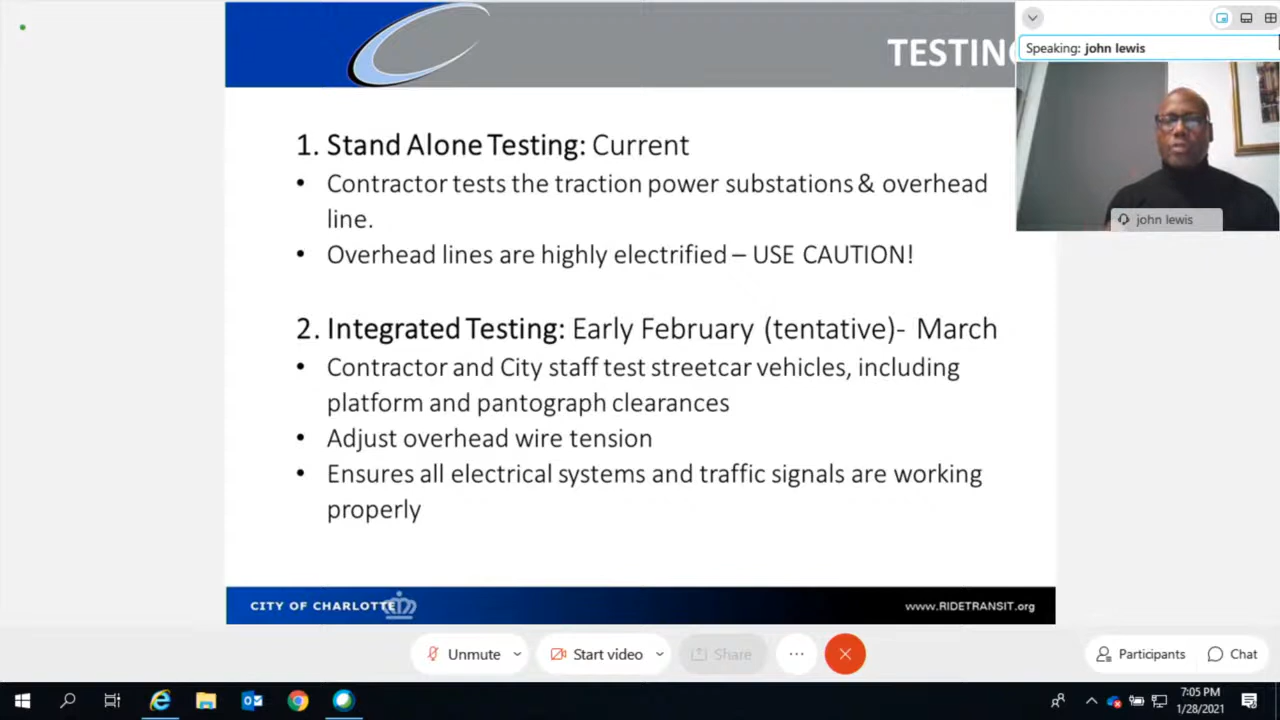 TESTING
Speaking: john lewis
john lewis
1. Stand Alone Testing: Current
• Contractor tests the traction power substations & overhead
line.
• Overhead lines are highly electrified – USE CAUTION!
2. Integrated Testing: Early February (tentative)- March
• Contractor and City staff test streetcar vehicles, including
platform and pantograph clearances
• Adjust overhead wire tension
• Ensures all electrical systems and traffic signals are working
properly
CITY OF CHARLOTTE
www.RIDETRANSIT.org
Unmute
Start video
Share
Participants
Chat
7:05 PM
1/28/2021